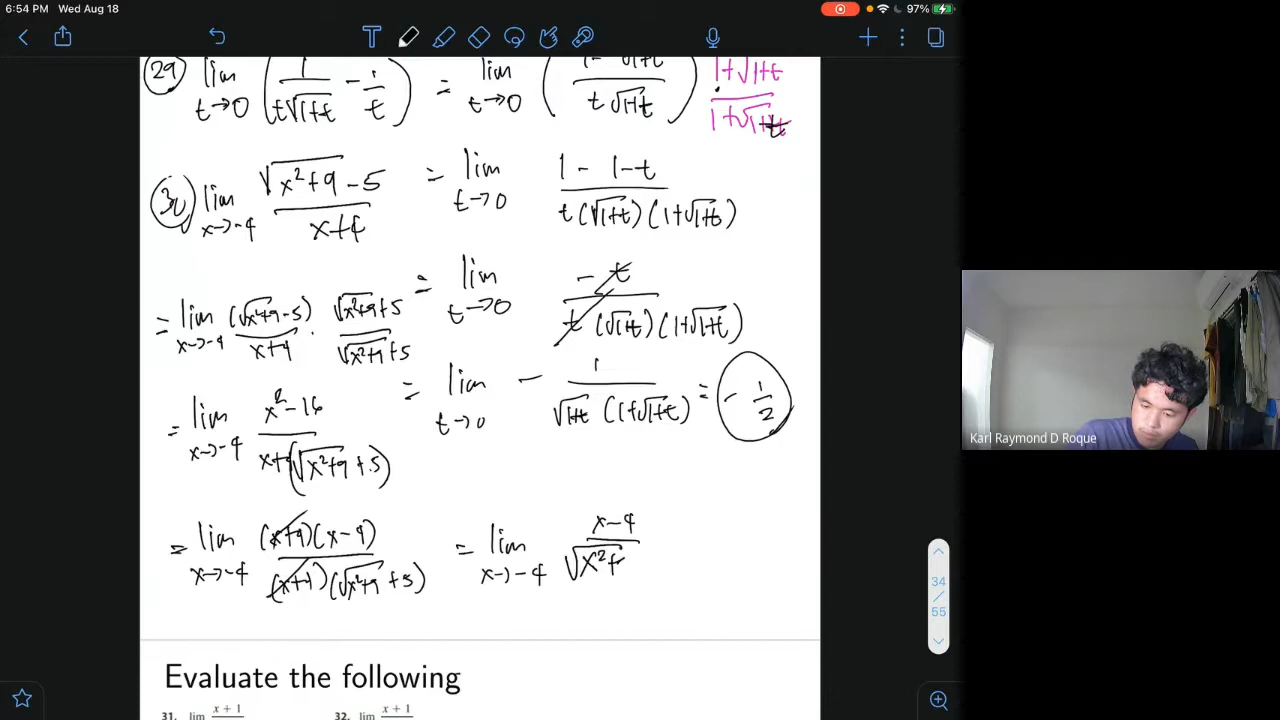 6:54 PM Wed Aug 18
97%
(29) lim t→0 (1/(t√(1+t)) - 1/t) = lim t→0 ((1 - √(1+t))/(t√(1+t))) · (1+√(1+t))/(1+√(1+t))
= lim t→0 (1 - 1-t)/(t(√(1+t))(1+√(1+t)))
= lim t→0 -t/(t(√(1+t))(1+√(1+t)))
= lim t→0 - 1/(√(1+t) (1+√(1+t))) = - 1/2
(30) lim x→-4 (√(x²+9) - 5)/(x+4)
= lim x→-4 (√(x²+9) - 5)/(x+4) · (√(x²+9)+5)/(√(x²+9)+5)
= lim x→-4 (x²-16)/(x+4(√(x²+9)+5))
= lim x→-4 (x+4)(x-4)/((x+4)(√(x²+9)+5)) = lim x→-4 (x-4)/√(x²+
Evaluate the following
31. lim x + 1
32. lim x + 1
34
/
55
Karl Raymond D Roque